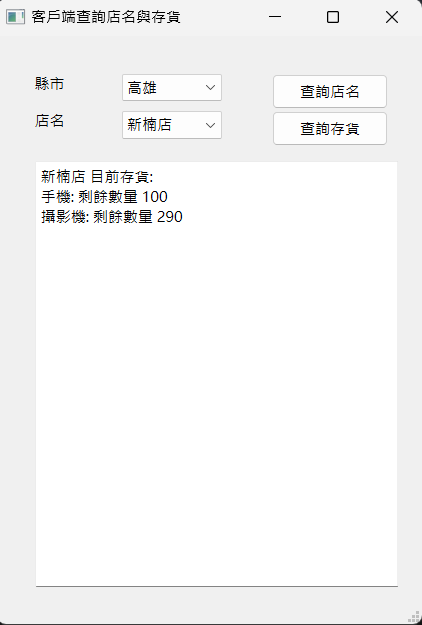 客戶端查詢店名與存貨
縣市 高雄 查詢店名
店名 新楠店 查詢存貨
新楠店 目前存貨:
手機: 剩餘數量 100
攝影機: 剩餘數量 290